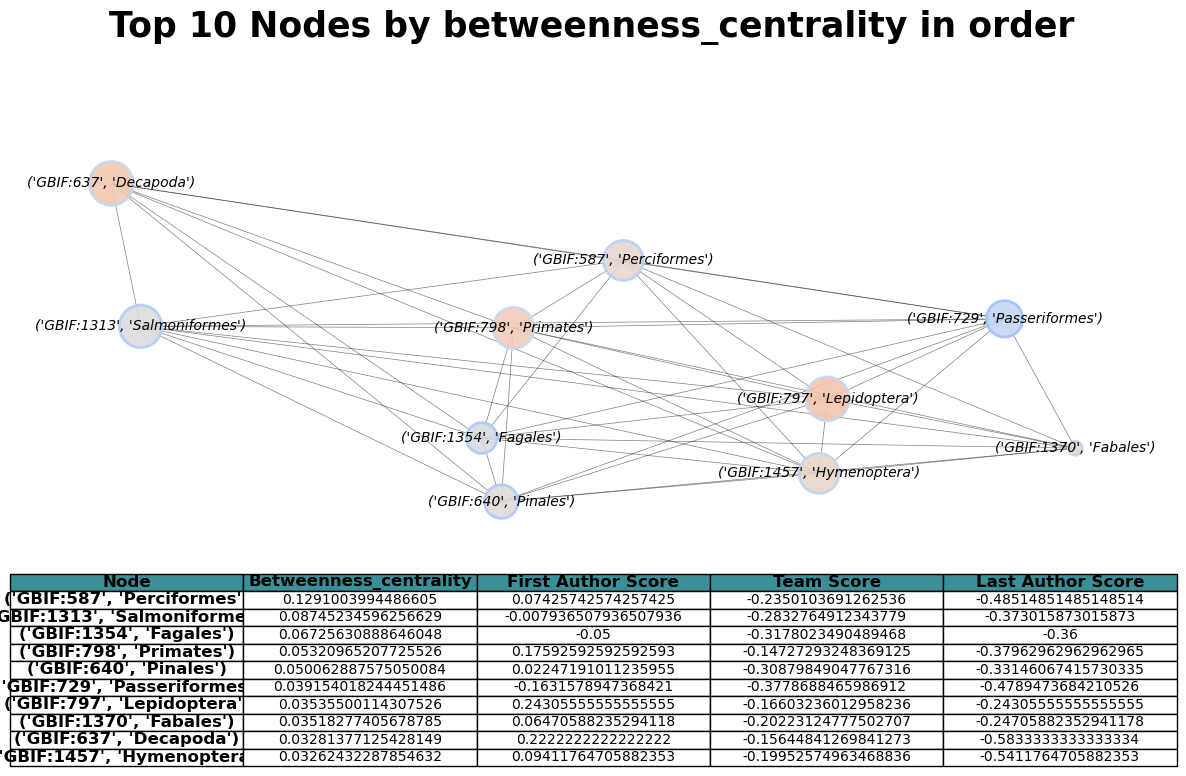 Top 10 Nodes by betweenness_centrality in order
('GBIF:637', 'Decapoda')
('GBIF:587', 'Perciformes')
('GBIF:1313', 'Salmoniformes')
('GBIF:798', 'Primates')
('GBIF:729', 'Passeriformes')
('GBIF:797', 'Lepidoptera')
('GBIF:1354', 'Fagales')
('GBIF:1370', 'Fabales')
('GBIF:1457', 'Hymenoptera')
('GBIF:640', 'Pinales')
Node Betweenness_centrality First Author Score Team Score Last Author Score
('GBIF:587', 'Perciformes' 0.1291003994486605 0.07425742574257425 -0.2350103691262536 -0.48514851485148514
GBIF:1313', 'Salmoniforme 0.08745234596256629 -0.007936507936507936 -0.2832764912343779 -0.373015873015873
('GBIF:1354', 'Fagales') 0.06725630888646048 -0.05 -0.3178023490489468 -0.36
('GBIF:798', 'Primates') 0.05320965207725526 0.17592592592592593 -0.14727293248369125 -0.37962962962962965
('GBIF:640', 'Pinales') 0.050062887575050084 0.02247191011235955 -0.30879849047767316 -0.33146067415730335
'GBIF:729', 'Passeriformes 0.039154018244451486 -0.1631578947368421 -0.3778688465986912 -0.4789473684210526
('GBIF:797', 'Lepidoptera' 0.03535500114307526 0.24305555555555555 -0.16603236012958236 -0.24305555555555555
('GBIF:1370', 'Fabales') 0.03518277405678785 0.06470588235294118 -0.20223124777502707 -0.24705882352941178
('GBIF:637', 'Decapoda') 0.03281377125428149 0.2222222222222222 -0.15644841269841273 -0.5833333333333334
'GBIF:1457', 'Hymenoptera 0.03262432287854632 0.09411764705882353 -0.19952574963468836 -0.5411764705882353